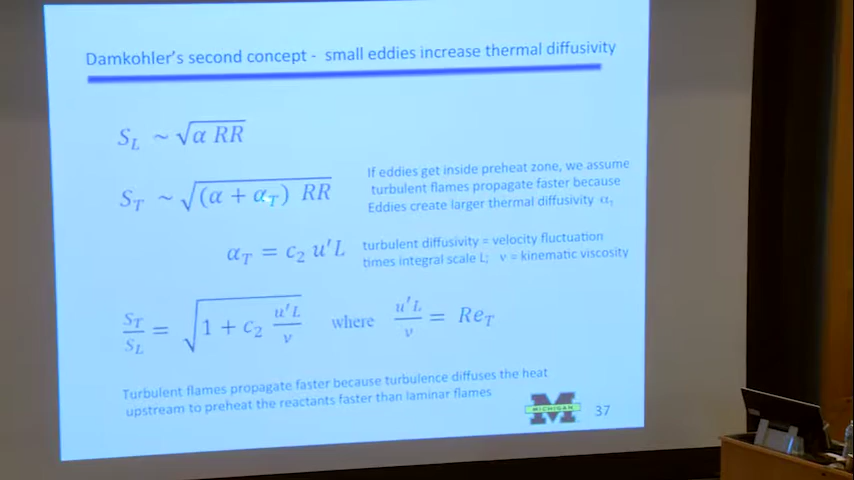 Damkohler's second concept - small eddies increase thermal diffusivity
S_L ~ √(α RR)
If eddies get inside preheat zone, we assume
turbulent flames propagate faster because
Eddies create larger thermal diffusivity α_t
S_T ~ √((α + α_T) RR)
α_T = c_2 u'L
turbulent diffusivity = velocity fluctuation
times integral scale L; ν = kinematic viscosity
S_T/S_L = √(1 + c_2 u'L/ν) where u'L/ν = Re_T
Turbulent flames propagate faster because turbulence diffuses the heat
upstream to preheat the reactants faster than laminar flames
MICHIGAN
37